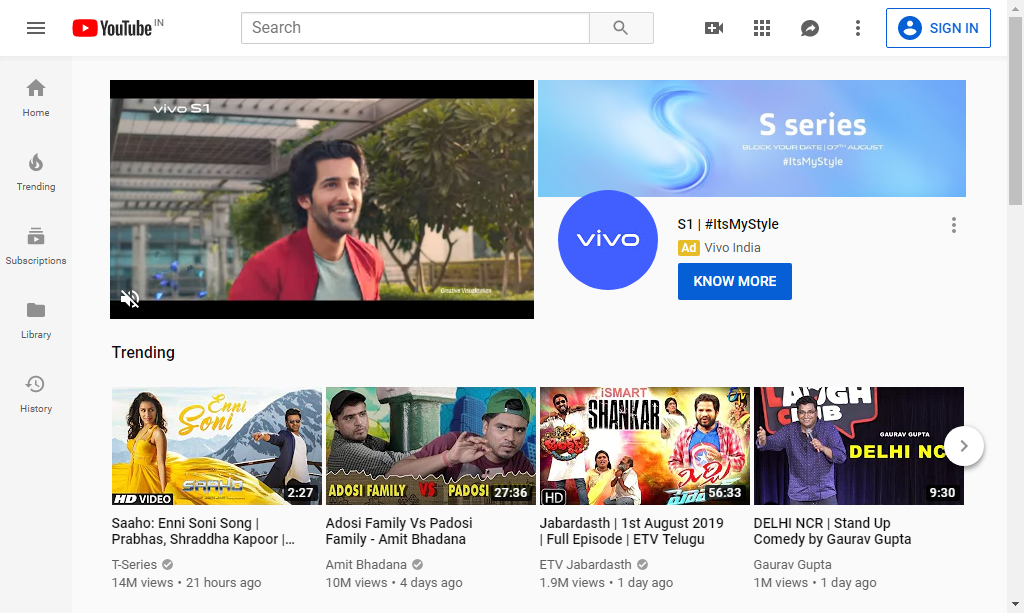 YouTube IN
Search
SIGN IN
Home
Trending
Subscriptions
Library
History
vivo S1
Creative Visualization
S series
BLOCK YOUR DATE | 07TH AUGUST
#ItsMyStyle
vivo
S1 | #ItsMyStyle
Ad Vivo India
KNOW MORE
Trending
Enni
Soni
SAAHO
HD VIDEO
2:27
Saaho: Enni Soni Song |
Prabhas, Shraddha Kapoor |...
T-Series
14M views • 21 hours ago
ADOSI FAMILY VS PADOSI
27:36
Adosi Family Vs Padosi
Family - Amit Bhadana
Amit Bhadana
10M views • 4 days ago
iSMART
SHANKAR
HD
56:33
Jabardasth | 1st August 2019
| Full Episode | ETV Telugu
ETV Jabardasth
1.9M views • 1 day ago
LAUGH
CLUB
GAURAV GUPTA
DELHI NC
9:30
DELHI NCR | Stand Up
Comedy by Gaurav Gupta
Gaurav Gupta
1M views • 1 day ago